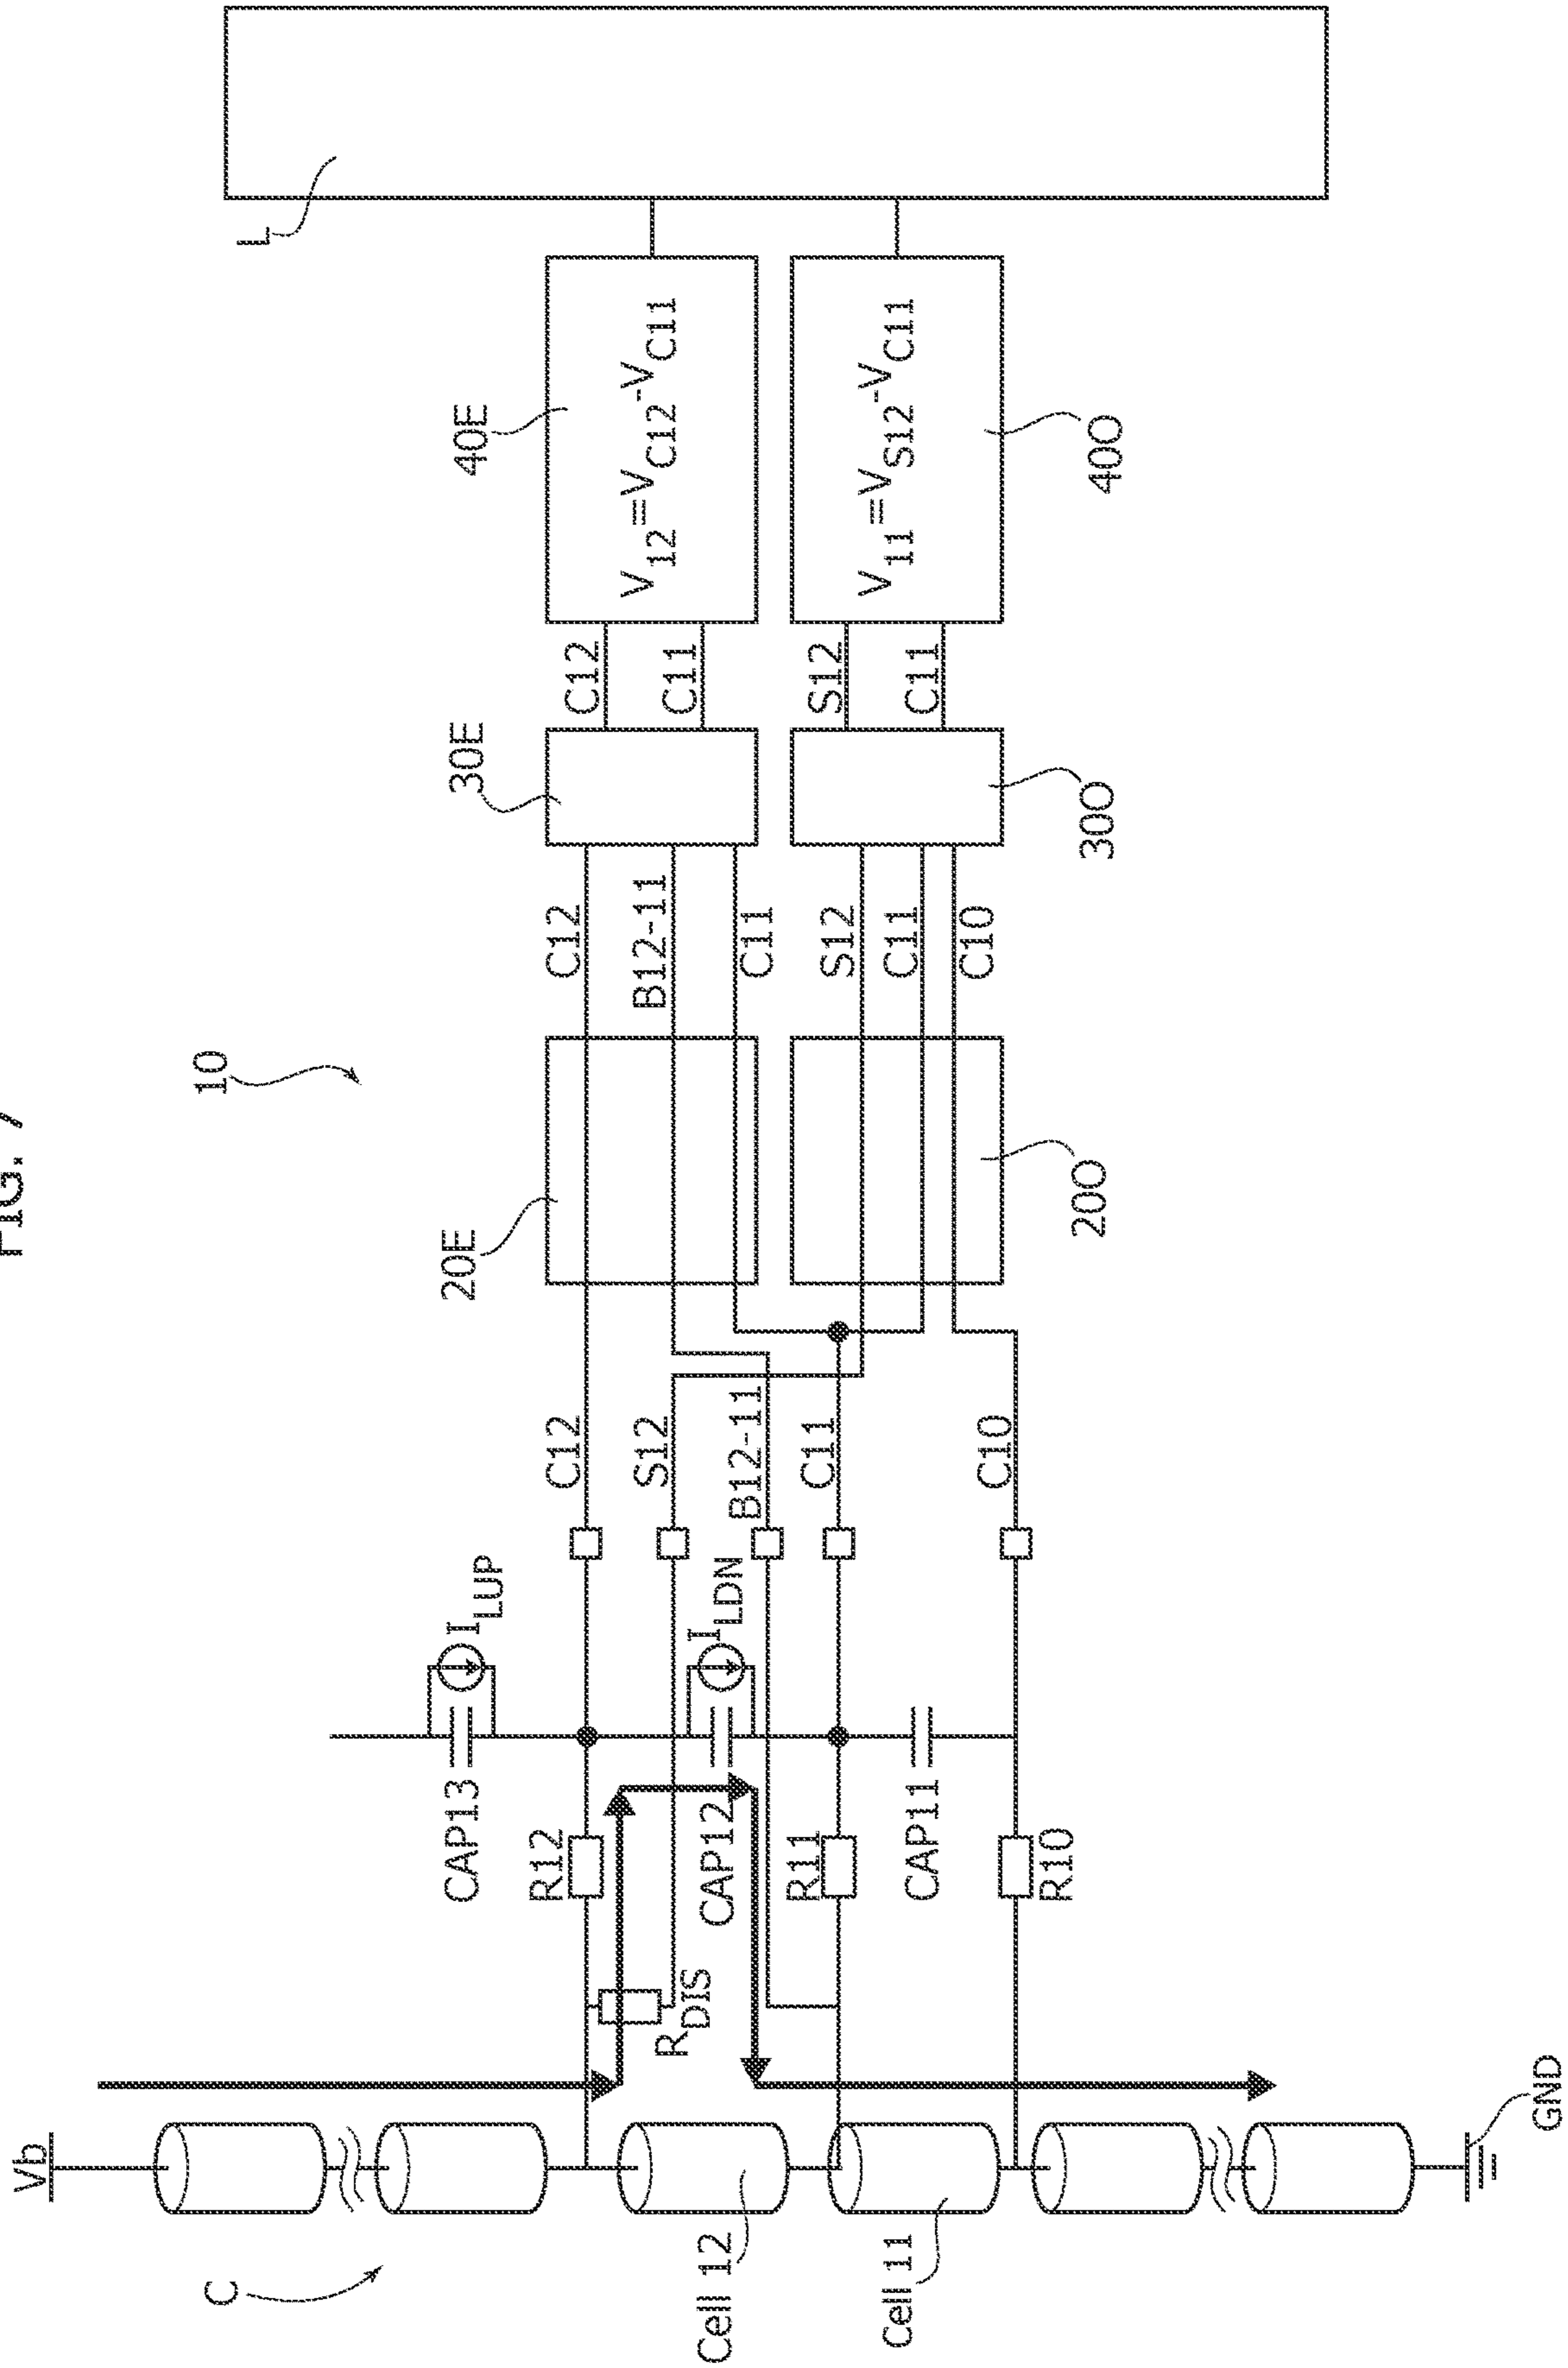 FIG. 7
10
L
40E
V12=VC12-VC11
V11=VS12-VC11
40O
C12
C11
S12
C11
30E
30O
C12
B12-11
C11
S12
C11
C10
20E
20O
C12
S12
B12-11
C11
C10
ILUP
ILDN
CAP13
R12
CAP12
R11
CAP11
R10
RDIS
Vb
GND
C
Cell 12
Cell 11